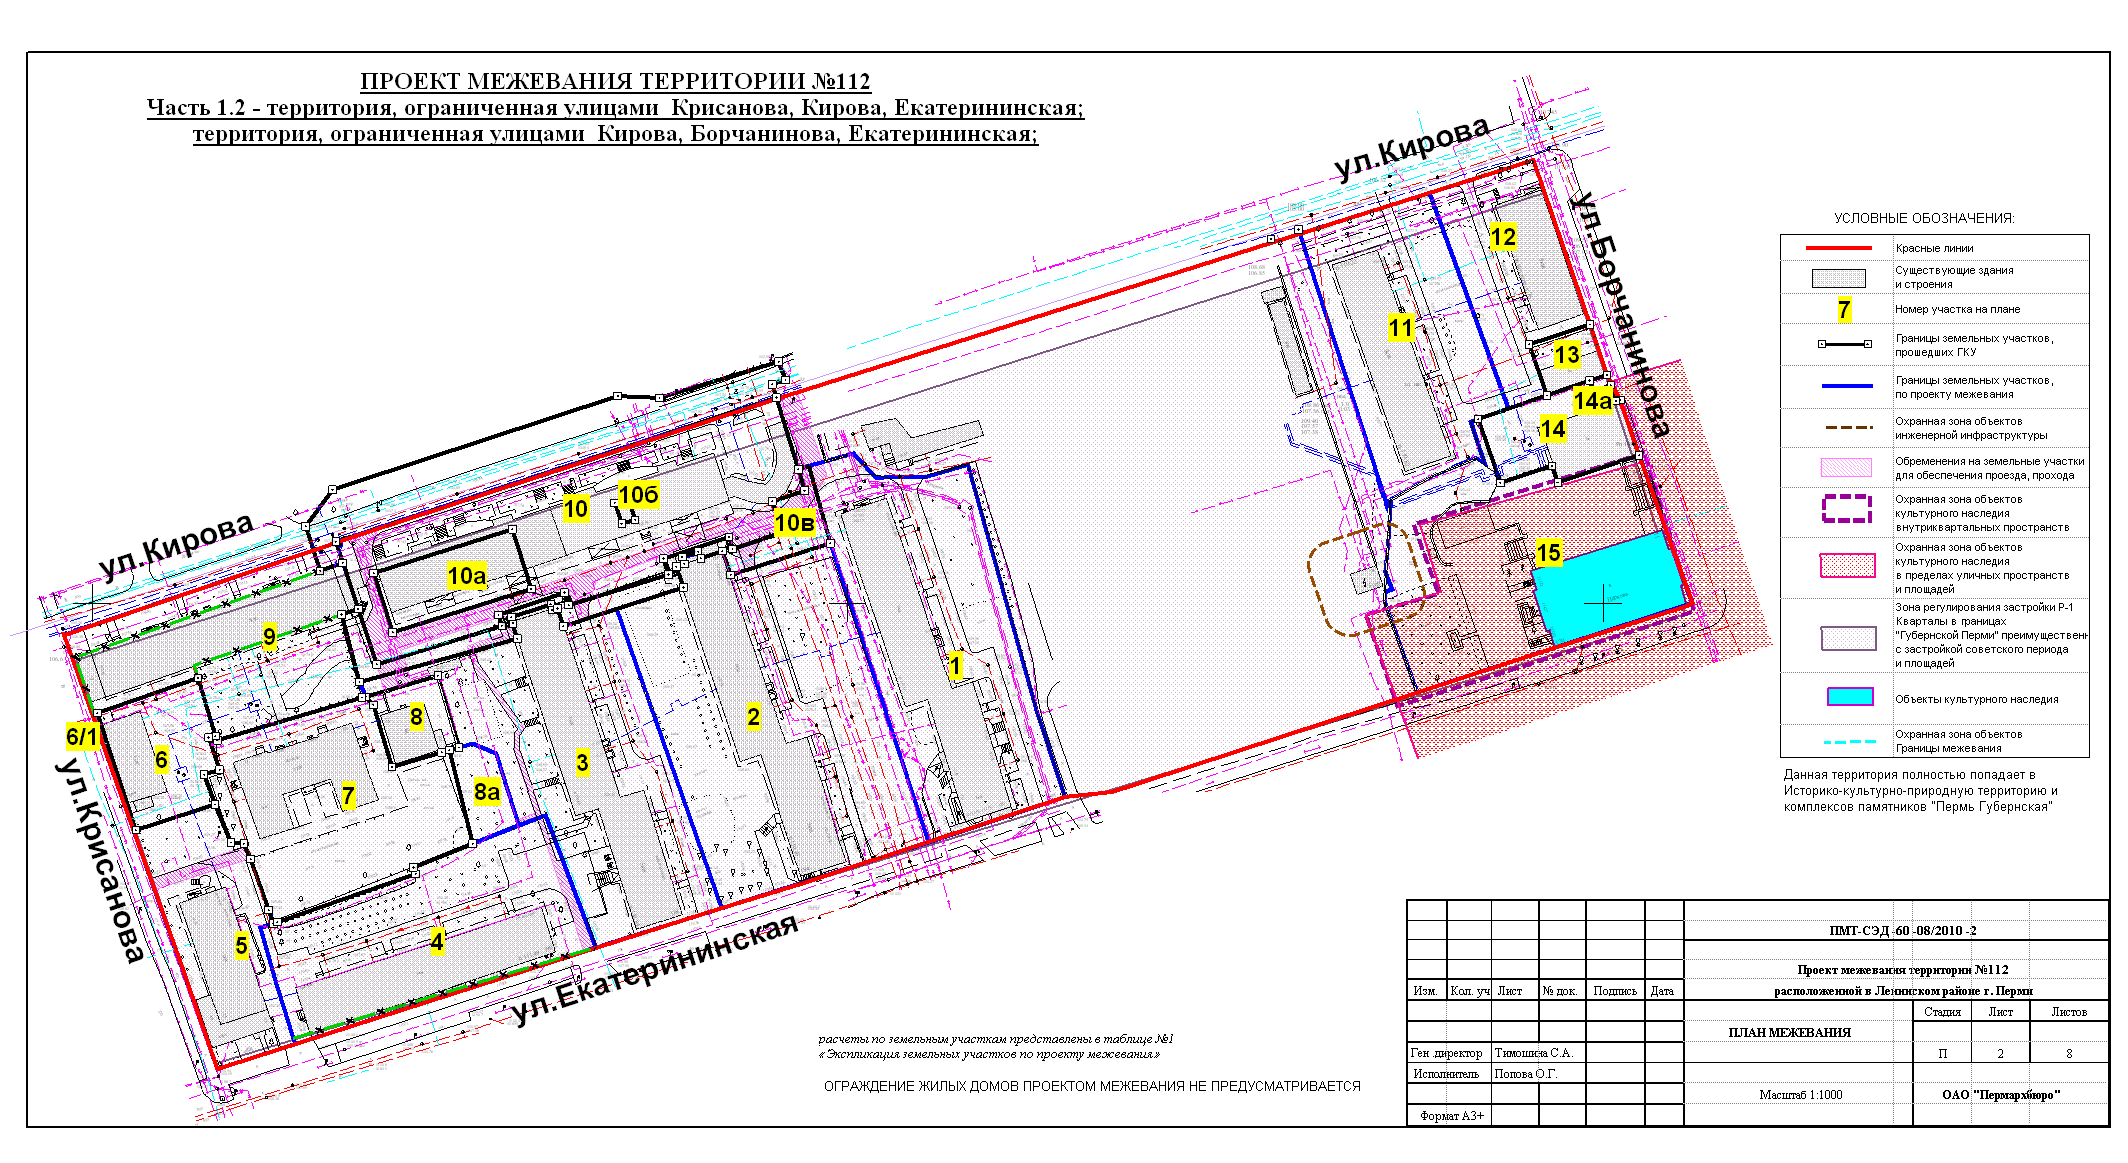 ПРОЕКТ МЕЖЕВАНИЯ ТЕРРИТОРИИ №112
Часть 1.2 - территория, ограниченная улицами Крисанова, Кирова, Екатерининская;
территория, ограниченная улицами Кирова, Борчанинова, Екатерининская;
ул.Кирова
ул.Борчанинова
12
11
13
14а
14
15
ул.Кирова
10
10б
10в
10а
9
1
2
3
8
8а
7
6/1
6
5
4
ул.Крисанова
ул.Екатерининская
УСЛОВНЫЕ ОБОЗНАЧЕНИЯ:
Красные линии
Существующие здания
и строения
7
Номер участка на плане
Границы земельных участков,
прошедших ГКУ
Границы земельных участков,
по проекту межевания
Охранная зона объектов
инженерной инфраструктуры
Обременения на земельные участки
для обеспечения проезда, прохода
Охранная зона объектов
культурного наследия
внутриквартальных пространств
Охранная зона объектов
культурного наследия
в пределах уличных пространств
и площадей
Зона регулирования застройки Р-1
Кварталы в границах
"Губернской Перми" преимуществен
с застройкой советского периода
и площадей
Объекты культурного наследия
Охранная зона объектов
Границы межевания
Данная территория полностью попадает в
Историко-культурно-природную территорию и
комплексов памятников "Пермь Губернская"
расчеты по земельным участкам представлены в таблице №1
«Экспликация земельных участков по проекту межевания»
ОГРАЖДЕНИЕ ЖИЛЫХ ДОМОВ ПРОЕКТОМ МЕЖЕВАНИЯ НЕ ПРЕДУСМАТРИВАЕТСЯ
ПМТ-СЭД -60 -08/2010 -2
Проект межевания территории №112
расположенной в Ленинском районе г. Перми
Изм. Кол. уч Лист № док. Подпись Дата
ПЛАН МЕЖЕВАНИЯ
Стадия Лист Листов
П 2 8
Ген .директор Тимошина С.А.
Исполнитель Попова О.Г.
Масштаб 1:1000
ОАО "Пермархбюро"
Формат А3+